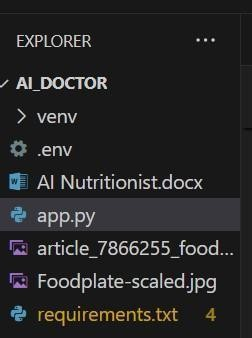 EXPLORER ...
AI_DOCTOR
venv
.env
AI Nutritionist.docx
app.py
article_7866255_food...
Foodplate-scaled.jpg
requirements.txt 4